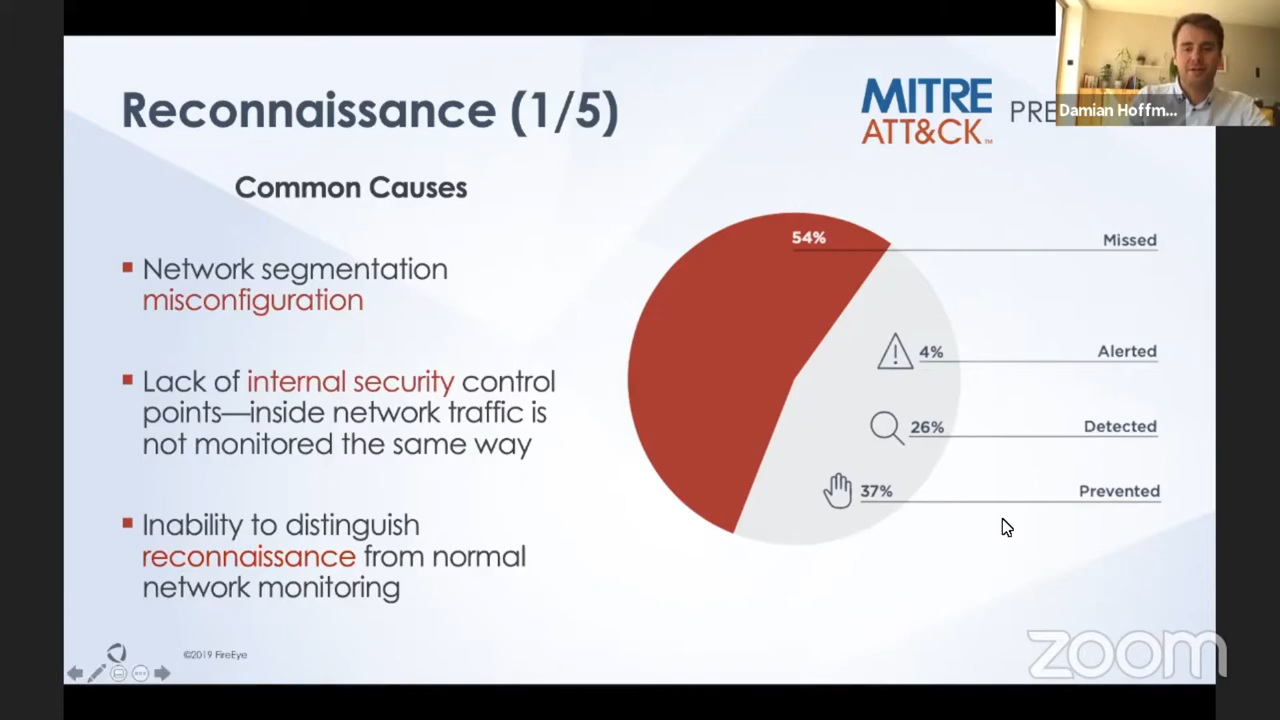 Reconnaissance (1/5)
MITRE
ATT&CK™
PRE
Damian Hoffm...
Common Causes
Network segmentation
misconfiguration
Lack of internal security control
points—inside network traffic is
not monitored the same way
Inability to distinguish
reconnaissance from normal
network monitoring
54% Missed
4% Alerted
26% Detected
37% Prevented
©2019 FireEye
zoom